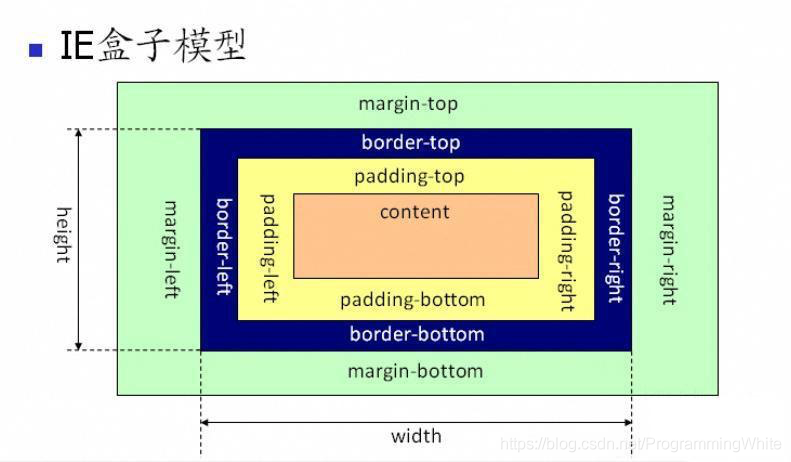 IE盒子模型
margin-top
border-top
padding-top
content
height
margin-left
border-left
padding-left
padding-right
border-right
margin-right
padding-bottom
border-bottom
margin-bottom
width
https://blog.csdn.net/ProgrammingWhite